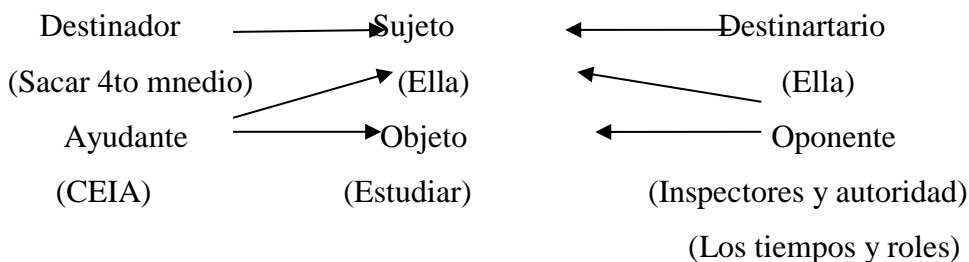 Destinador Sujeto Destinartario
(Sacar 4to mnedio) (Ella) (Ella)
Ayudante Objeto Oponente
(CEIA) (Estudiar) (Inspectores y autoridad)
(Los tiempos y roles)